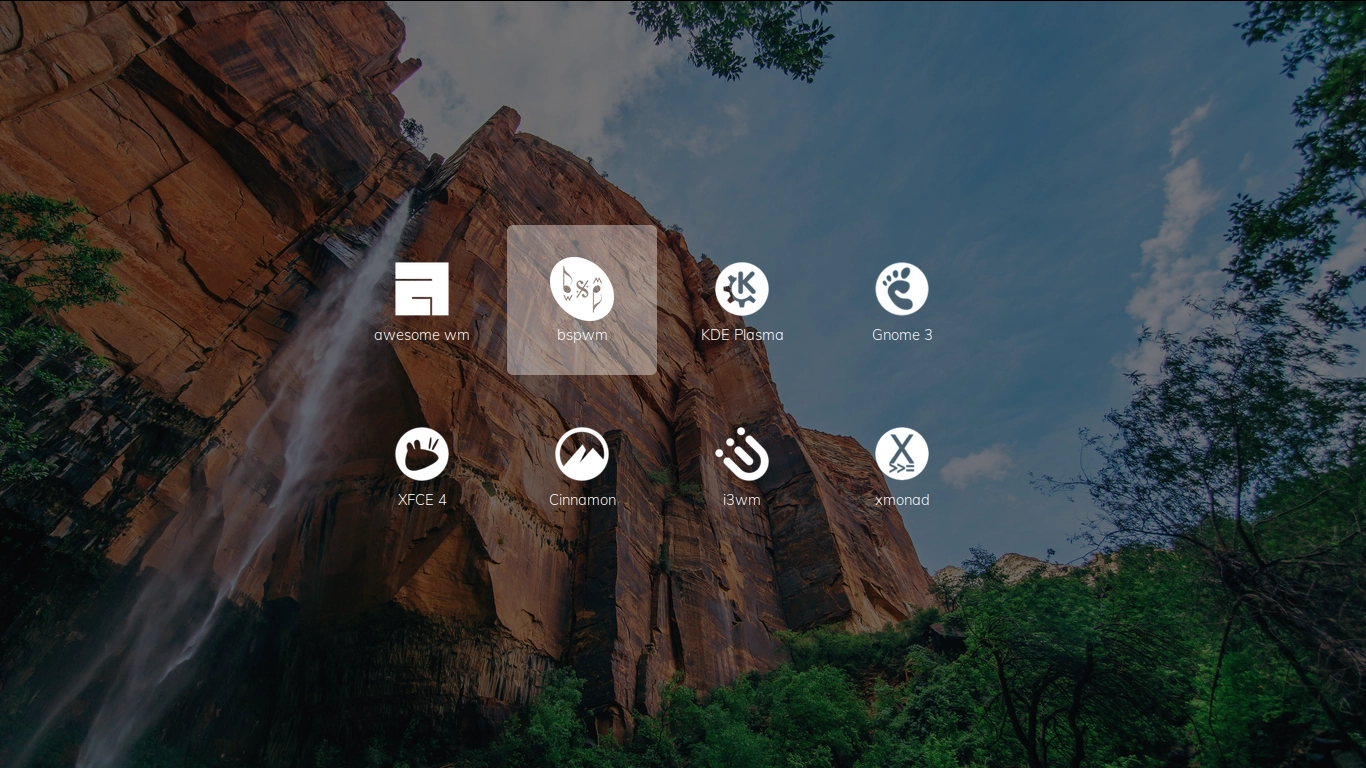 awesome wm
bspwm
KDE Plasma
Gnome 3
XFCE 4
Cinnamon
i3wm
xmonad